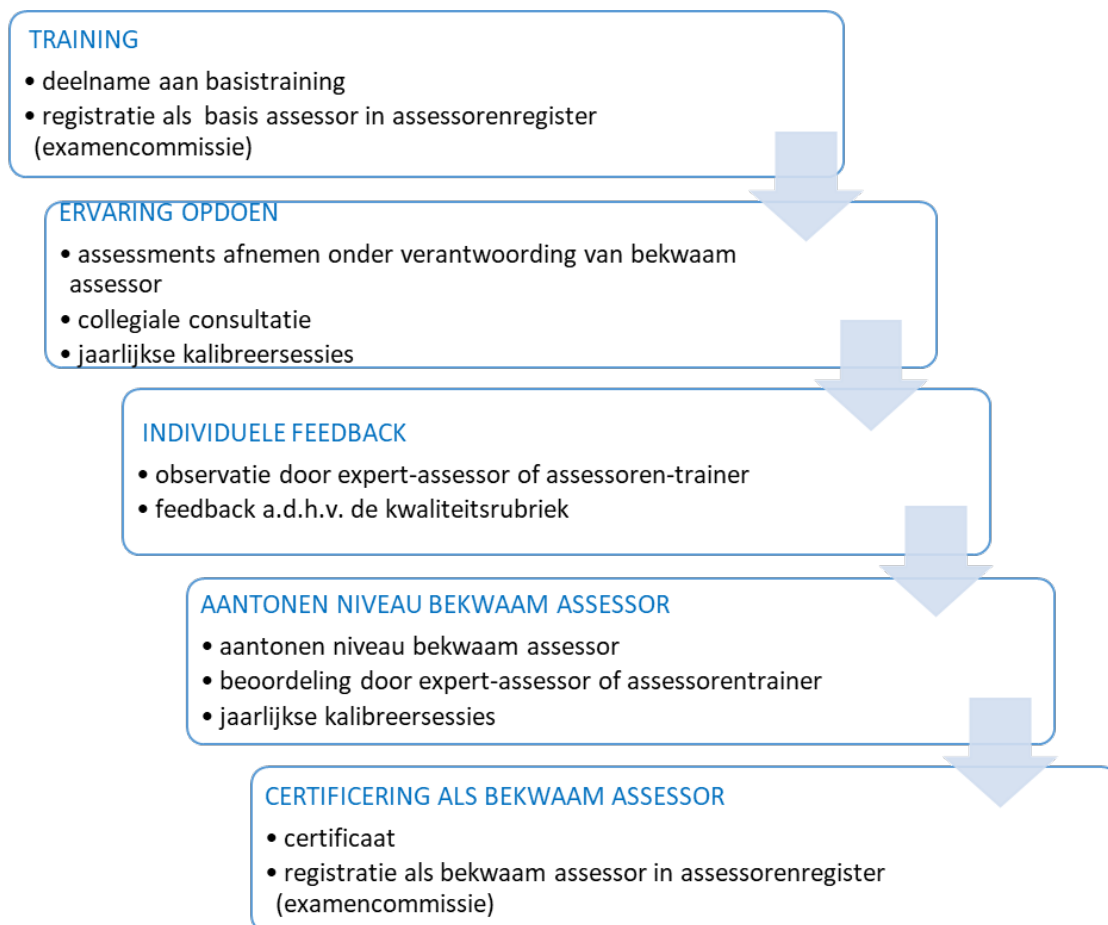 TRAINING
• deelname aan basistraining
• registratie als basis assessor in assessorenregister
(examencommissie)
ERVARING OPDOEN
• assessments afnemen onder verantwoording van bekwaam
assessor
• collegiale consultatie
• jaarlijkse kalibreersessies
INDIVIDUELE FEEDBACK
• observatie door expert-assessor of assessoren-trainer
• feedback a.d.h.v. de kwaliteitsrubriek
AANTONEN NIVEAU BEKWAAM ASSESSOR
• aantonen niveau bekwaam assessor
• beoordeling door expert-assessor of assessorentrainer
• jaarlijkse kalibreersessies
CERTIFICERING ALS BEKWAAM ASSESSOR
• certificaat
• registratie als bekwaam assessor in assessorenregister
(examencommissie)